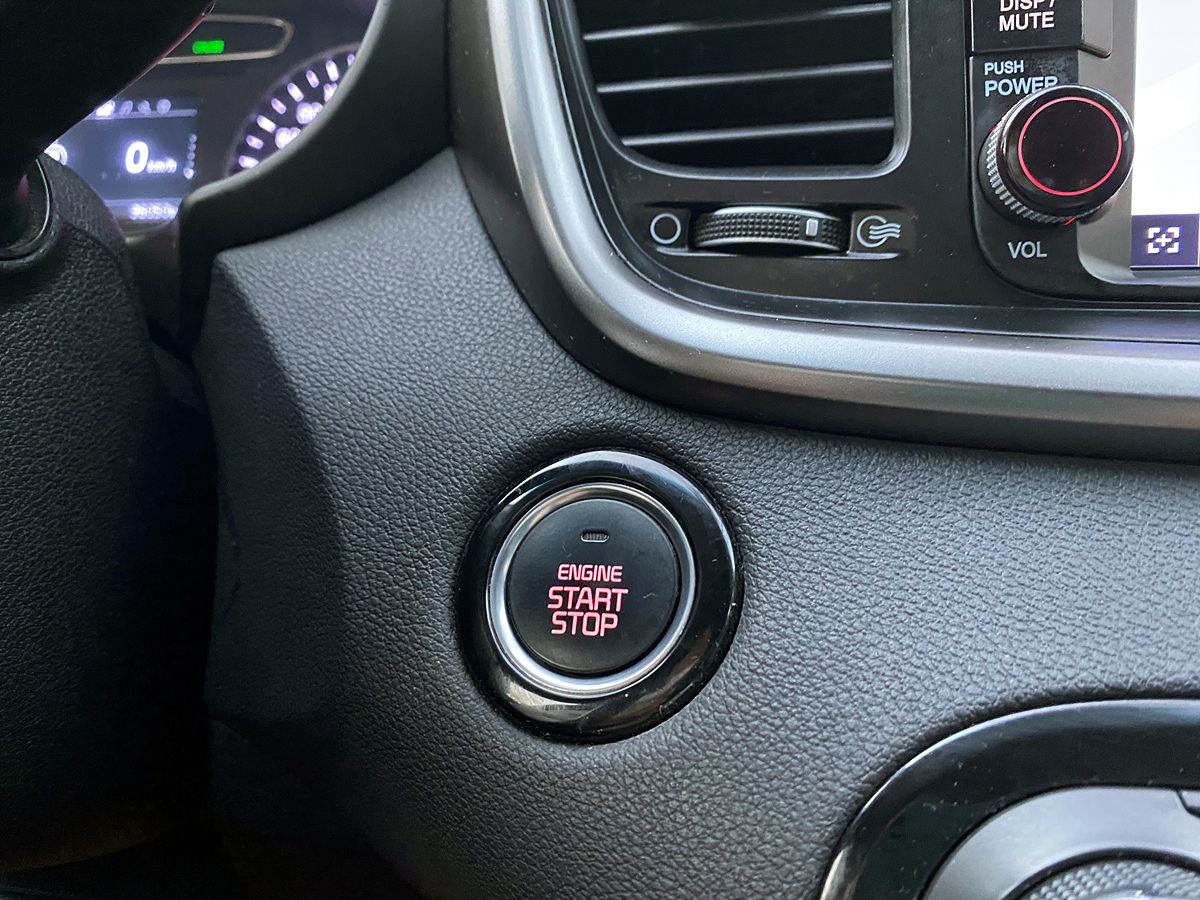 DISP/
MUTE
PUSH
POWER
0 km/h
VOL
ENGINE
START
STOP